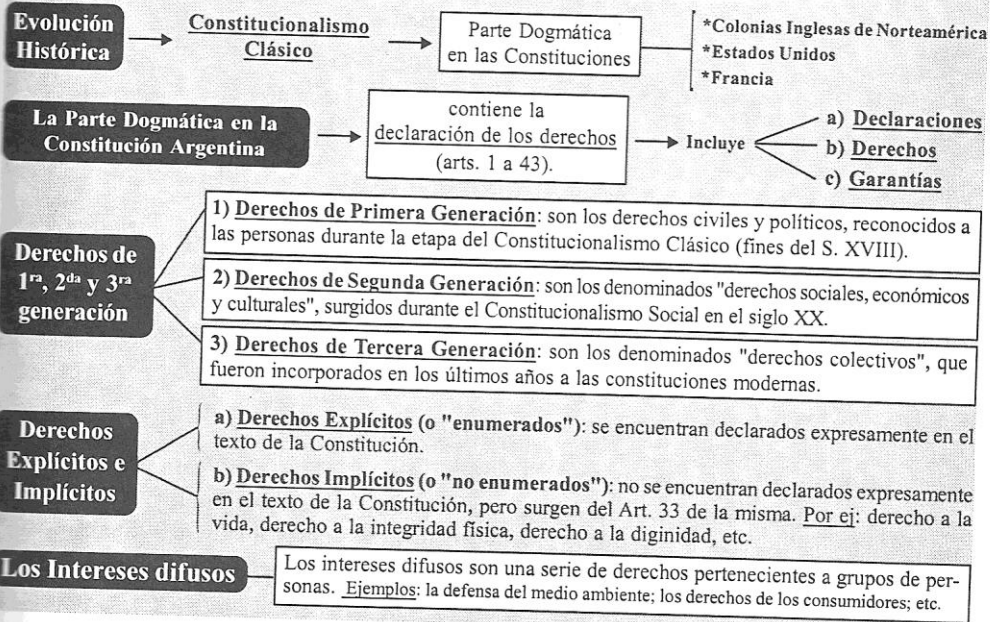 Evolución
Histórica
Constitucionalismo
Clásico
Parte Dogmática
en las Constituciones
*Colonias Inglesas de Norteamérica
*Estados Unidos
*Francia
La Parte Dogmática en la
Constitución Argentina
contiene la
declaración de los derechos
(arts. 1 a 43).
Incluye
a) Declaraciones
b) Derechos
c) Garantías
Derechos de
1ra, 2da y 3ra
generación
1) Derechos de Primera Generación: son los derechos civiles y políticos, reconocidos a
las personas durante la etapa del Constitucionalismo Clásico (fines del S. XVIII).
2) Derechos de Segunda Generación: son los denominados "derechos sociales, económicos
y culturales", surgidos durante el Constitucionalismo Social en el siglo XX.
3) Derechos de Tercera Generación: son los denominados "derechos colectivos", que
fueron incorporados en los últimos años a las constituciones modernas.
Derechos
Explícitos e
Implícitos
a) Derechos Explícitos (o "enumerados"): se encuentran declarados expresamente en el
texto de la Constitución.
b) Derechos Implícitos (o "no enumerados"): no se encuentran declarados expresamente
en el texto de la Constitución, pero surgen del Art. 33 de la misma. Por ej: derecho a la
vida, derecho a la integridad física, derecho a la diginidad, etc.
Los Intereses difusos
Los intereses difusos son una serie de derechos pertenecientes a grupos de per-
sonas. Ejemplos: la defensa del medio ambiente; los derechos de los consumidores; etc.